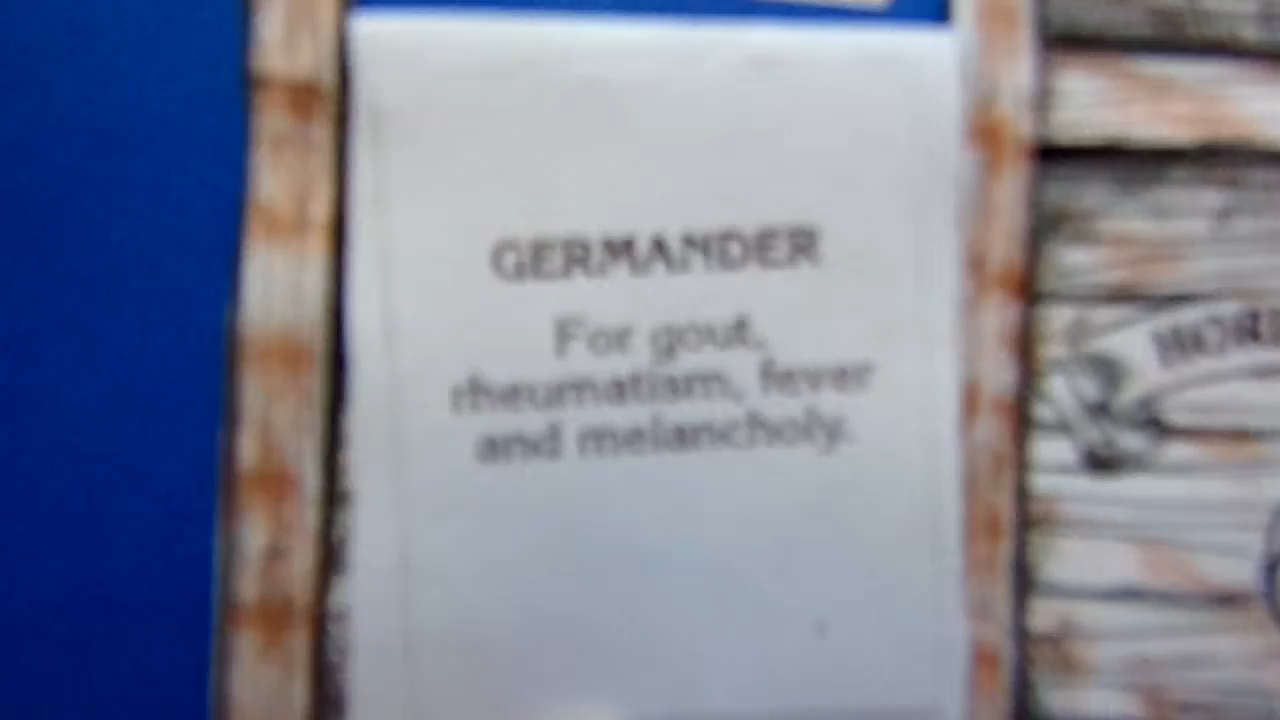 GERMANDER
For gout,
rheumatism, fever
and melancholy.